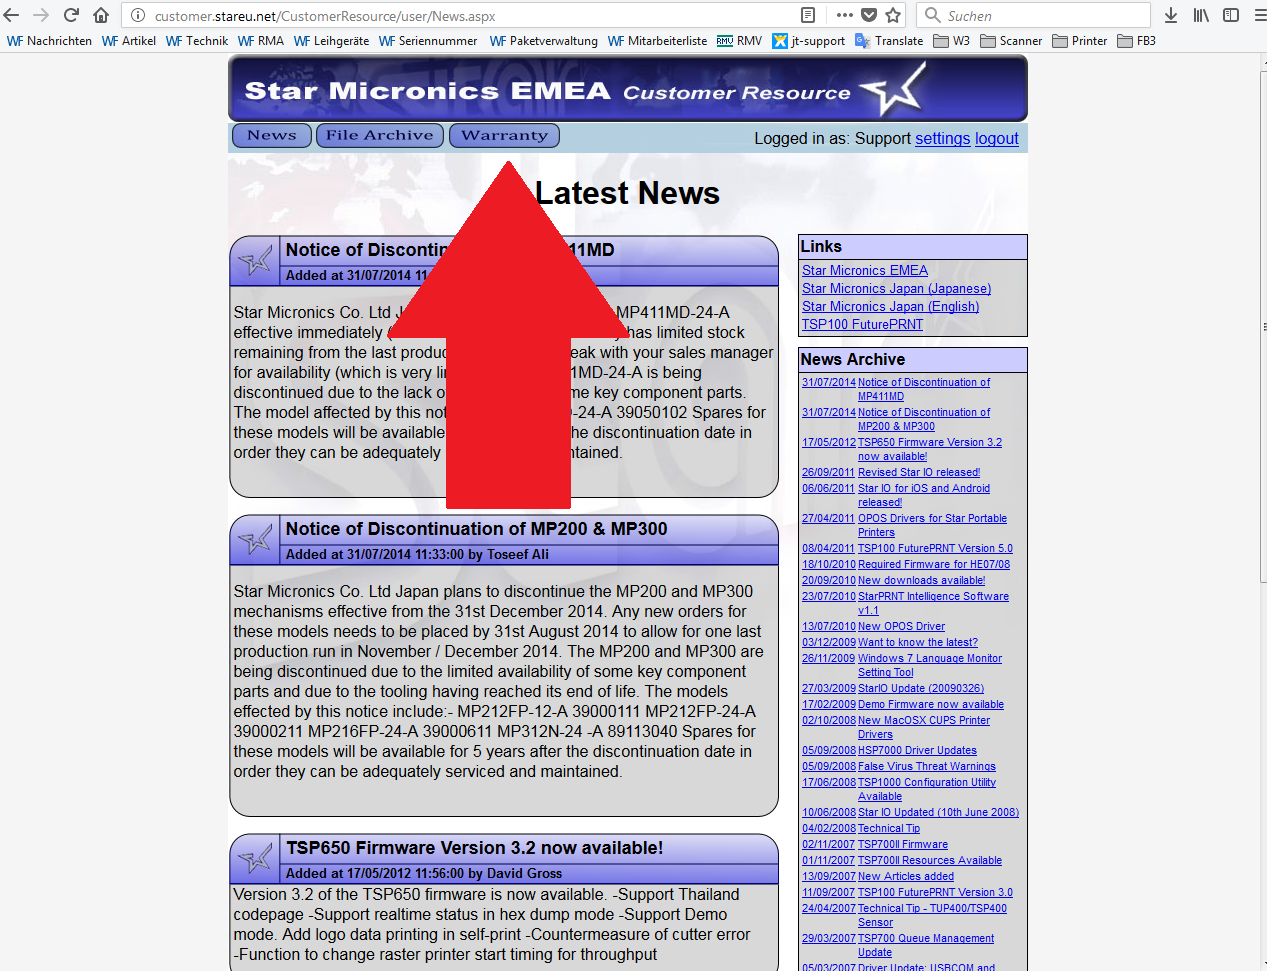 customer.stareu.net/CustomerResource/user/News.aspx
Suchen
WF Nachrichten WF Artikel WF Technik WF RMA WF Leihgeräte WF Seriennummer WF Paketverwaltung WF Mitarbeiterliste RMV RMV jt-support Translate W3 Scanner Printer FB3
Star Micronics EMEA Customer Resource
News File Archive Warranty
Logged in as: Support settings logout
Latest News
Notice of Discontin 11MD
Added at 31/07/2014 11
Star Micronics Co. Ltd MP411MD-24-A
effective immediately has limited stock
remaining from the last with your sales manager
for availability (which is very 1MD-24-A is being
discontinued due to the lack some key component parts.
The model affected by this -24-A 39050102 Spares for
these models will be available the discontinuation date in
order they can be adequately
Notice of Discontinuation of MP200 & MP300
Added at 31/07/2014 11:33:00 by Toseef Ali
Star Micronics Co. Ltd Japan plans to discontinue the MP200 and MP300
mechanisms effective from the 31st December 2014. Any new orders for
these models needs to be placed by 31st August 2014 to allow for one last
production run in November / December 2014. The MP200 and MP300 are
being discontinued due to the limited availability of some key component
parts and due to the tooling having reached its end of life. The models
effected by this notice include:- MP212FP-12-A 39000111 MP212FP-24-A
39000211 MP216FP-24-A 39000611 MP312N-24 -A 89113040 Spares for
these models will be available for 5 years after the discontinuation date in
order they can be adequately serviced and maintained.
TSP650 Firmware Version 3.2 now available!
Added at 17/05/2012 11:56:00 by David Gross
Version 3.2 of the TSP650 firmware is now available. -Support Thailand
codepage -Support realtime status in hex dump mode -Support Demo
mode. Add logo data printing in self-print -Countermeasure of cutter error
-Function to change raster printer start timing for throughput
Links
Star Micronics EMEA
Star Micronics Japan (Japanese)
Star Micronics Japan (English)
TSP100 FuturePRNT
News Archive
31/07/2014 Notice of Discontinuation of
MP411MD
31/07/2014 Notice of Discontinuation of
MP200 & MP300
17/05/2012 TSP650 Firmware Version 3.2
now available!
26/09/2011 Revised Star IO released!
06/06/2011 Star IO for iOS and Android
released!
27/04/2011 OPOS Drivers for Star Portable
Printers
08/04/2011 TSP100 FuturePRNT Version 5.0
18/10/2010 Required Firmware for HE07/08
20/09/2010 New downloads available!
23/07/2010 StarPRNT Intelligence Software
v1.1
13/07/2010 New OPOS Driver
03/12/2009 Want to know the latest?
26/11/2009 Windows 7 Language Monitor
Setting Tool
27/03/2009 StarIO Update (20090326)
17/02/2009 Demo Firmware now available
02/10/2008 New MacOSX CUPS Printer
Drivers
05/09/2008 HSP7000 Driver Updates
05/09/2008 False Virus Threat Warnings
17/06/2008 TSP1000 Configuration Utility
Available
10/06/2008 Star IO Updated (10th June 2008)
04/02/2008 Technical Tip
02/11/2007 TSP700II Firmware
01/11/2007 TSP700II Resources Available
13/09/2007 New Articles added
11/09/2007 TSP100 FuturePRNT Version 3.0
24/04/2007 Technical Tip - TUP400/TSP400
Sensor
29/03/2007 TSP700 Queue Management
Update
05/03/2007 Driver Update: USBCOM and